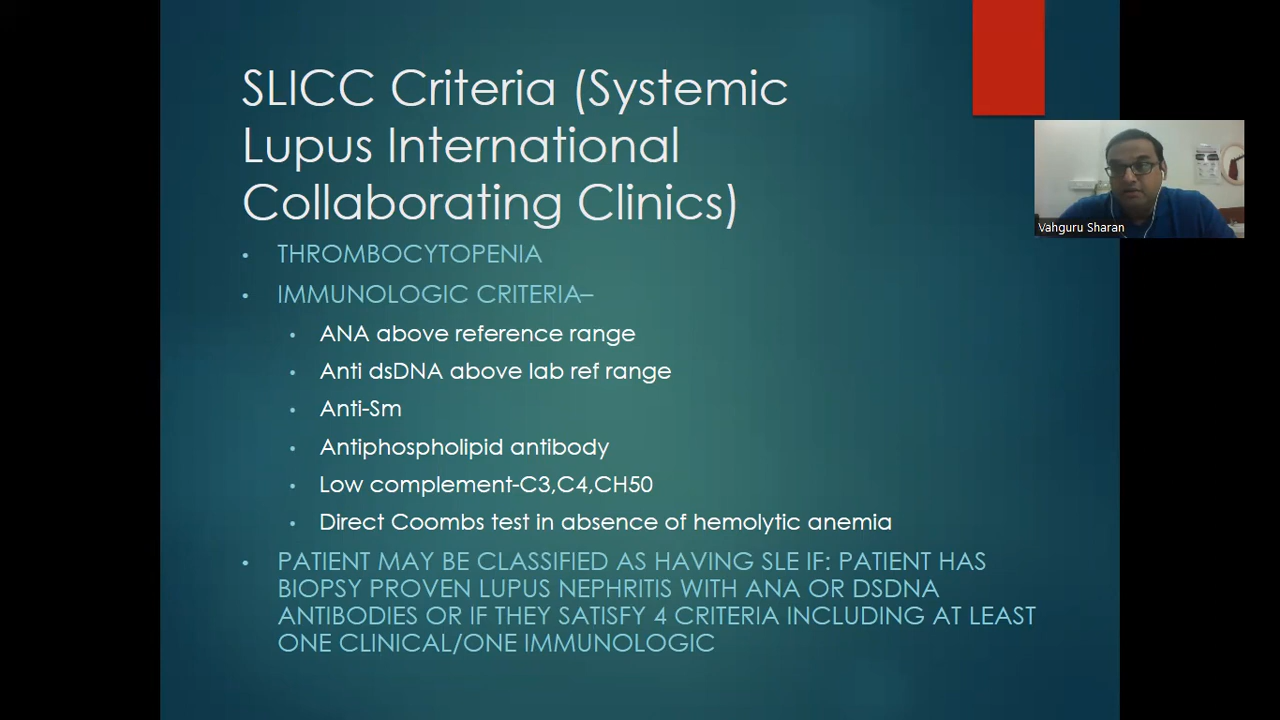 SLICC Criteria (Systemic
Lupus International
Collaborating Clinics)
• THROMBOCYTOPENIA
• IMMUNOLOGIC CRITERIA–
• ANA above reference range
• Anti dsDNA above lab ref range
• Anti-Sm
• Antiphospholipid antibody
• Low complement-C3,C4,CH50
• Direct Coombs test in absence of hemolytic anemia
• PATIENT MAY BE CLASSIFIED AS HAVING SLE IF: PATIENT HAS
BIOPSY PROVEN LUPUS NEPHRITIS WITH ANA OR DSDNA
ANTIBODIES OR IF THEY SATISFY 4 CRITERIA INCLUDING AT LEAST
ONE CLINICAL/ONE IMMUNOLOGIC
Vahguru Sharan